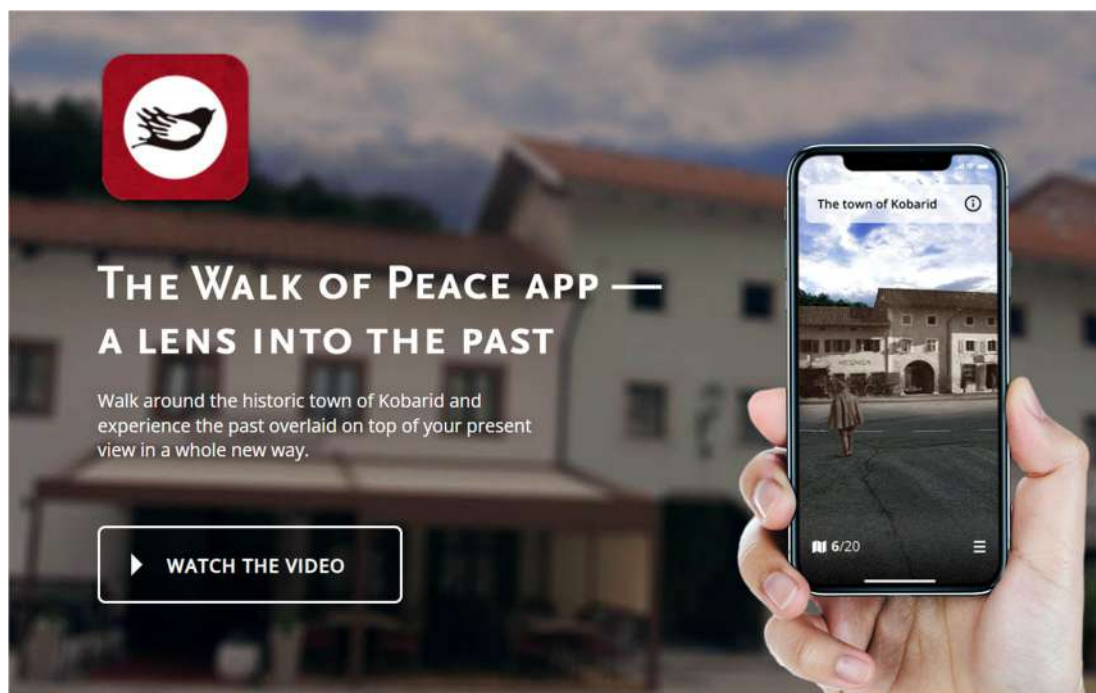 THE WALK OF PEACE APP —
A LENS INTO THE PAST
Walk around the historic town of Kobarid and
experience the past overlaid on top of your present
view in a whole new way.
WATCH THE VIDEO
The town of Kobarid
6/20